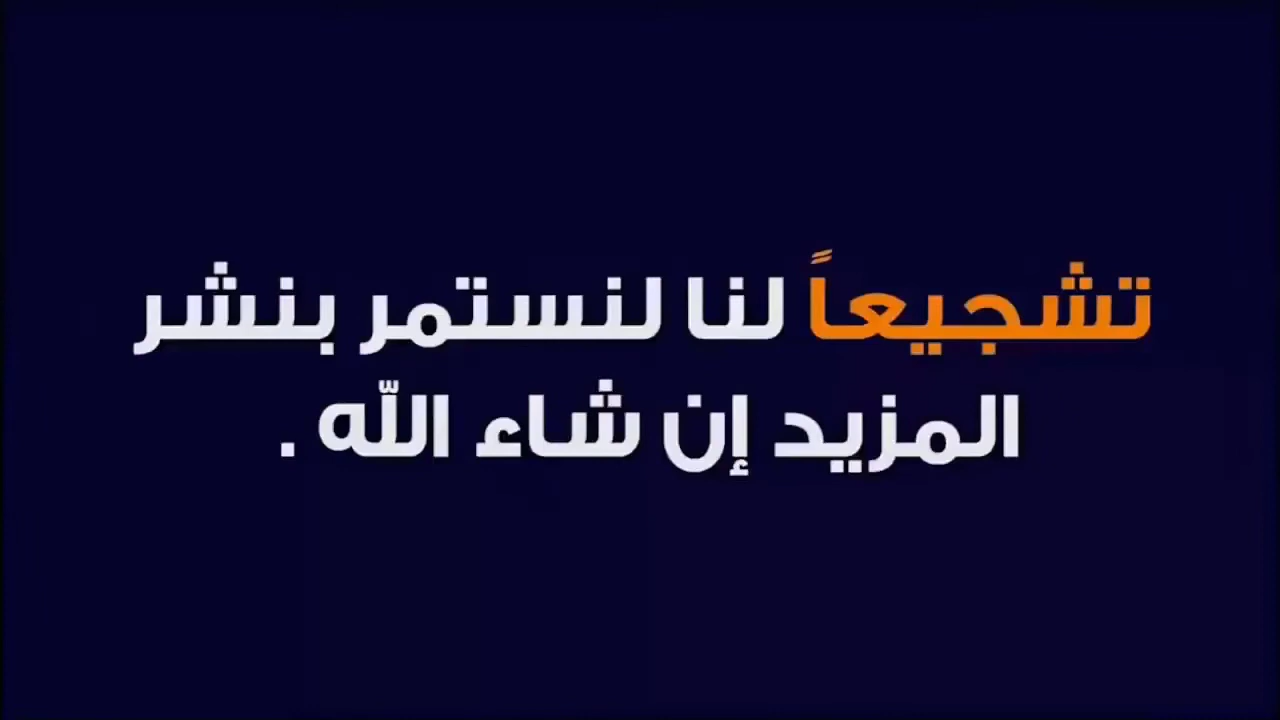 تشجيعاً لنا لنستمر بنشر
المزيد إن شاء اللّه .